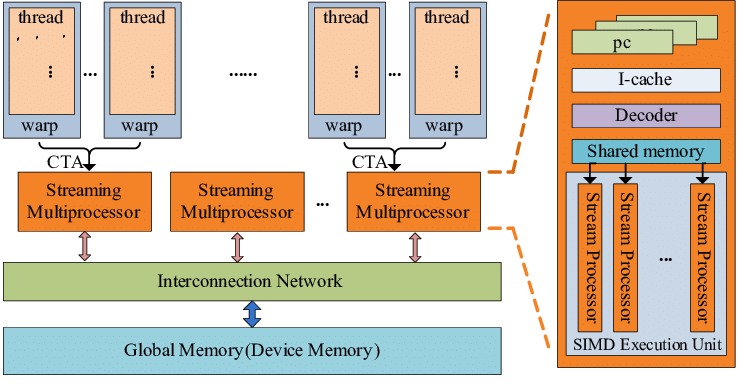 thread
...
thread
......
thread
...
thread
warp
warp
warp
warp
CTA
CTA
Streaming
Multiprocessor
Streaming
Multiprocessor
...
Streaming
Multiprocessor
Interconnection Network
Global Memory(Device Memory)
pc
I-cache
Decoder
Shared memory
Stream Processor
Stream Processor
...
Stream Processor
SIMD Execution Unit